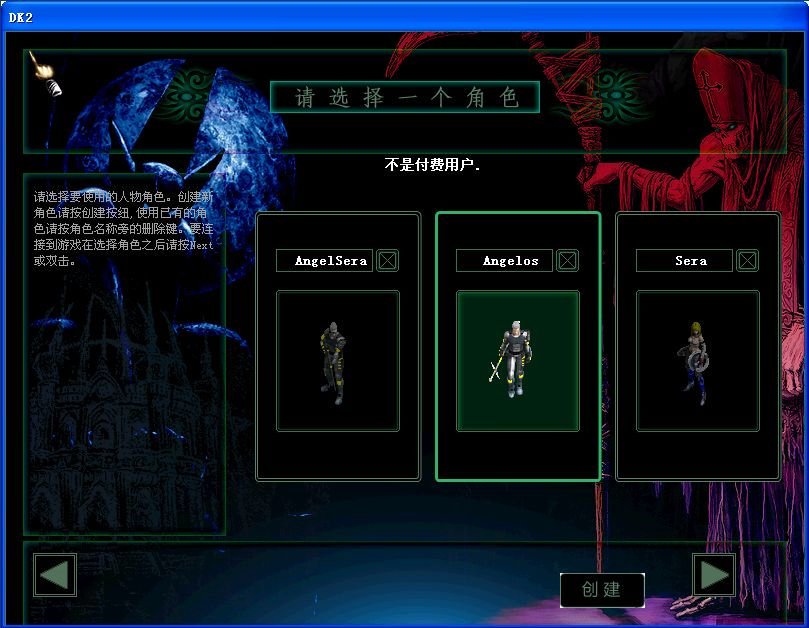 DK2
请选择一个角色
不是付费用户.
请选择要使用的人物角色。创建新
角色请按创建按纽,使用已有的角
色请按角色名称旁的删除键。要连
接到游戏在选择角色之后请按Next
或双击。
AngelSera
Angelos
Sera
创建